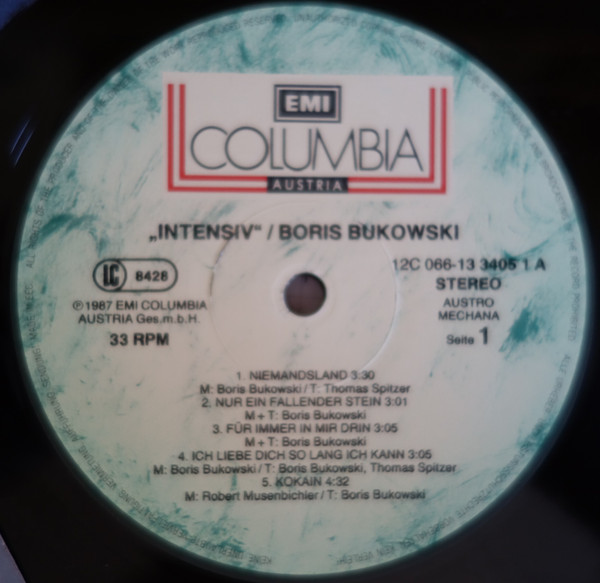 EMI
COLUMBIA
AUSTRIA
„INTENSIV“ / BORIS BUKOWSKI
LC 8428
12C 066-13 3405 1 A
STEREO
℗ 1987 EMI COLUMBIA
AUSTRIA Ges.m.b.H.
AUSTRO
MECHANA
33 RPM
Seite 1
1. NIEMANDSLAND 3:30
M: Boris Bukowski / T: Thomas Spitzer
2. NUR EIN FALLENDER STEIN 3:01
M + T: Boris Bukowski
3. FÜR IMMER IN MIR DRIN 3:05
M + T: Boris Bukowski
4. ICH LIEBE DICH SO LANG ICH KANN 3:05
M: Boris Bukowski / T: Boris Bukowski, Thomas Spitzer
5. KOKAIN 4:32
M: Robert Musenbichler / T: Boris Bukowski